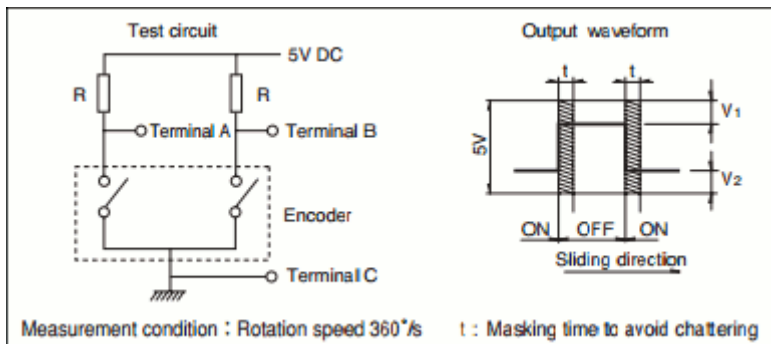 Test circuit
5V DC
R
R
Terminal A
Terminal B
Encoder
Terminal C
Output waveform
t
t
5V
V1
V2
ON
OFF
ON
Sliding direction
Measurement condition : Rotation speed 360°/s
t : Masking time to avoid chattering